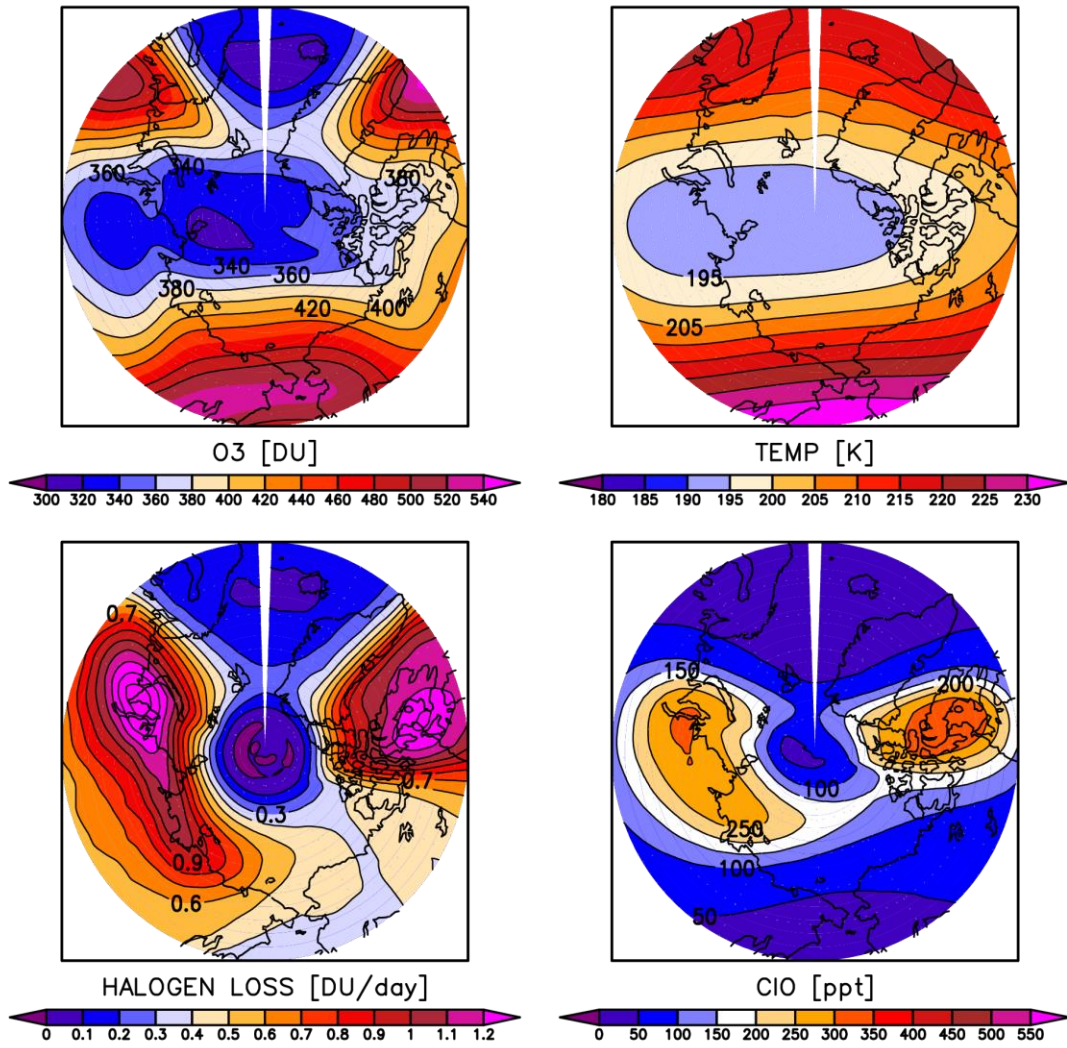 360
340
380
340
360
380
420
400
O3 [DU]
300 320 340 360 380 400 420 440 460 480 500 520 540
195
205
TEMP [K]
180 185 190 195 200 205 210 215 220 225 230
0.7
0.7
0.3
0.9
0.6
HALOGEN LOSS [DU/day]
0 0.1 0.2 0.3 0.4 0.5 0.6 0.7 0.8 0.9 1 1.1 1.2
150
200
100
250
100
50
ClO [ppt]
0 50 100 150 200 250 300 350 400 450 500 550